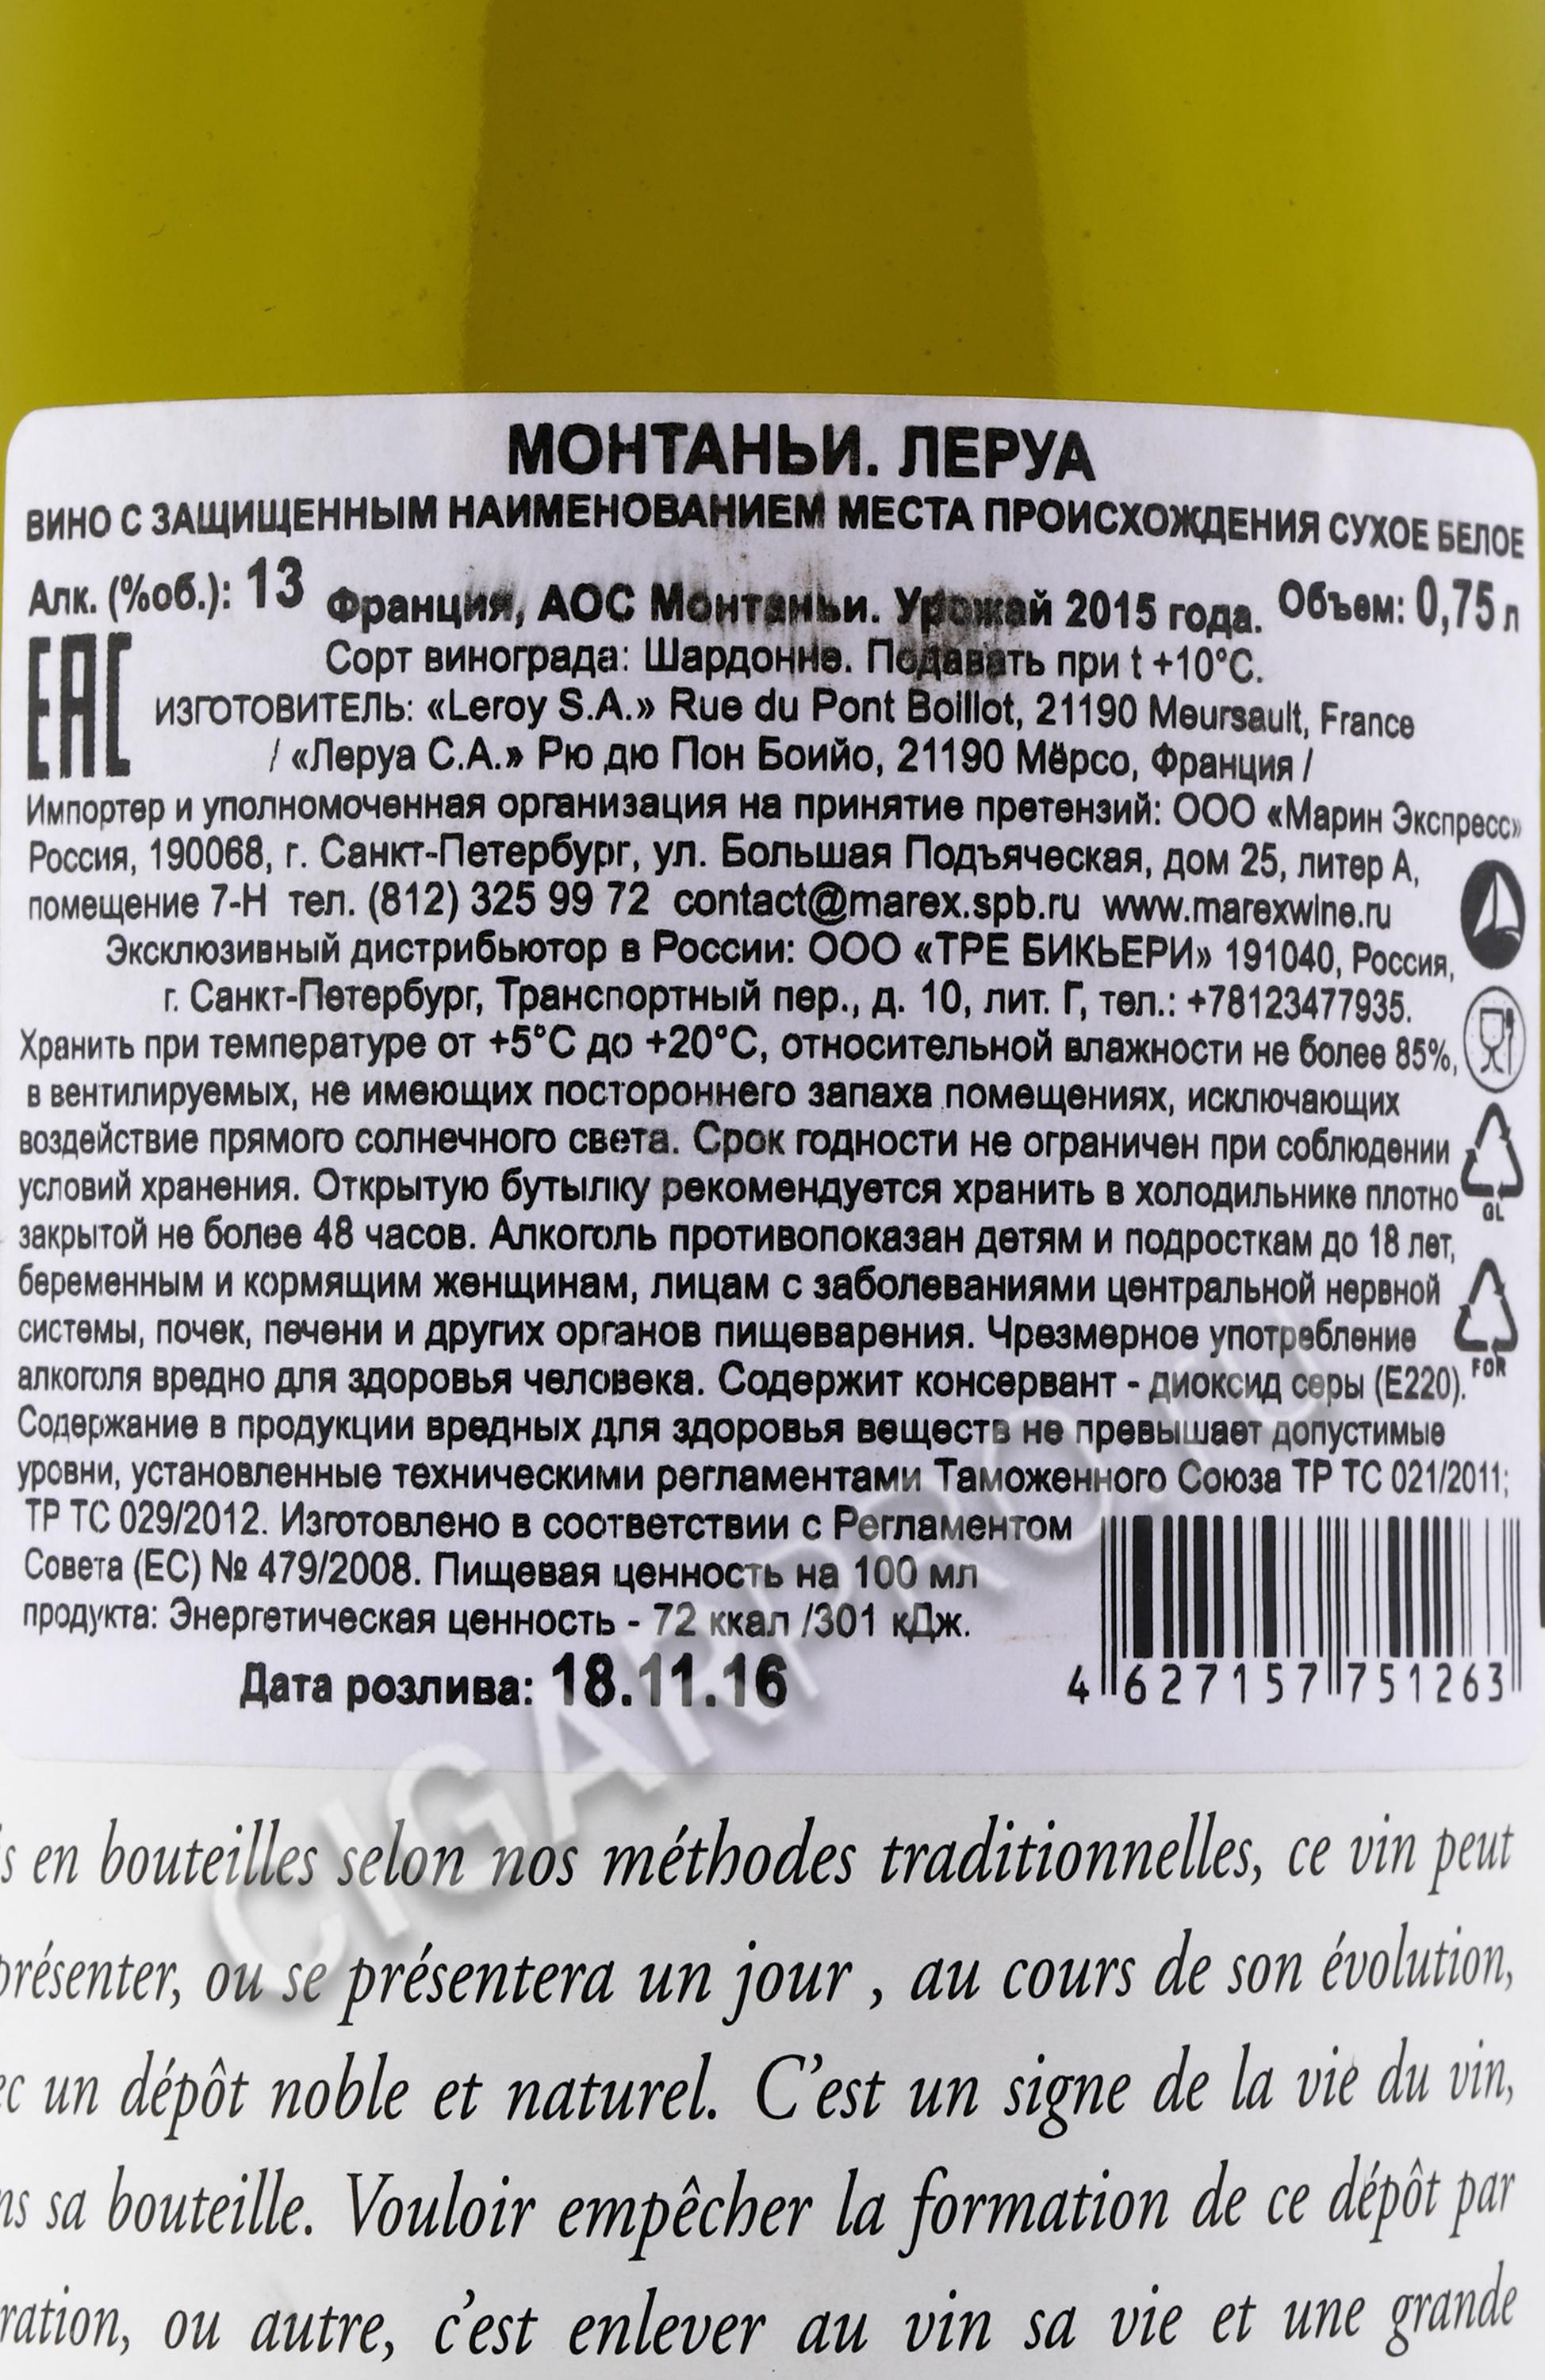 МОНТАНЬИ. ЛЕРУА
ВИНО С ЗАЩИЩЕННЫМ НАИМЕНОВАНИЕМ МЕСТА ПРОИСХОЖДЕНИЯ СУХОЕ БЕЛОЕ
Алк. (%об.): 13 Франция, АОС Монтаньи. Урожай 2015 года. Объем: 0,75 л
EAC
Сорт винограда: Шардонне. Подавать при t +10°C.
ИЗГОТОВИТЕЛЬ: «Leroy S.A.» Rue du Pont Boillot, 21190 Meursault, France
/ «Леруа С.А.» Рю дю Пон Боийо, 21190 Мёрсо, Франция /
Импортер и уполномоченная организация на принятие претензий: ООО «Марин Экспресс»
Россия, 190068, г. Санкт-Петербург, ул. Большая Подъяческая, дом 25, литер А,
помещение 7-Н тел. (812) 325 99 72 contact@marex.spb.ru www.marexwine.ru
Эксклюзивный дистрибьютор в России: ООО «ТРЕ БИКЬЕРИ» 191040, Россия,
г. Санкт-Петербург, Транспортный пер., д. 10, лит. Г, тел.: +78123477935.
Хранить при температуре от +5°C до +20°C, относительной влажности не более 85%,
в вентилируемых, не имеющих постороннего запаха помещениях, исключающих
воздействие прямого солнечного света. Срок годности не ограничен при соблюдении
условий хранения. Открытую бутылку рекомендуется хранить в холодильнике плотно
GL
закрытой не более 48 часов. Алкоголь противопоказан детям и подросткам до 18 лет,
беременным и кормящим женщинам, лицам с заболеваниями центральной нервной
системы, почек, печени и других органов пищеварения. Чрезмерное употребление
FOR
алкоголя вредно для здоровья человека. Содержит консервант - диоксид серы (E220).
Содержание в продукции вредных для здоровья веществ не превышает допустимые
уровни, установленные техническими регламентами Таможенного Союза ТР ТС 021/2011;
ТР ТС 029/2012. Изготовлено в соответствии с Регламентом
Совета (ЕС) № 479/2008. Пищевая ценность на 100 мл
продукта: Энергетическая ценность - 72 ккал /301 кДж.
Дата розлива: 18.11.16
4 627157 751263
CIGARPRO.RU
s en bouteilles selon nos méthodes traditionnelles, ce vin peut
présenter, ou se présentera un jour , au cours de son évolution,
ec un dépôt noble et naturel. C'est un signe de la vie du vin,
ns sa bouteille. Vouloir empêcher la formation de ce dépôt par
ration, ou autre, c'est enlever au vin sa vie et une grande